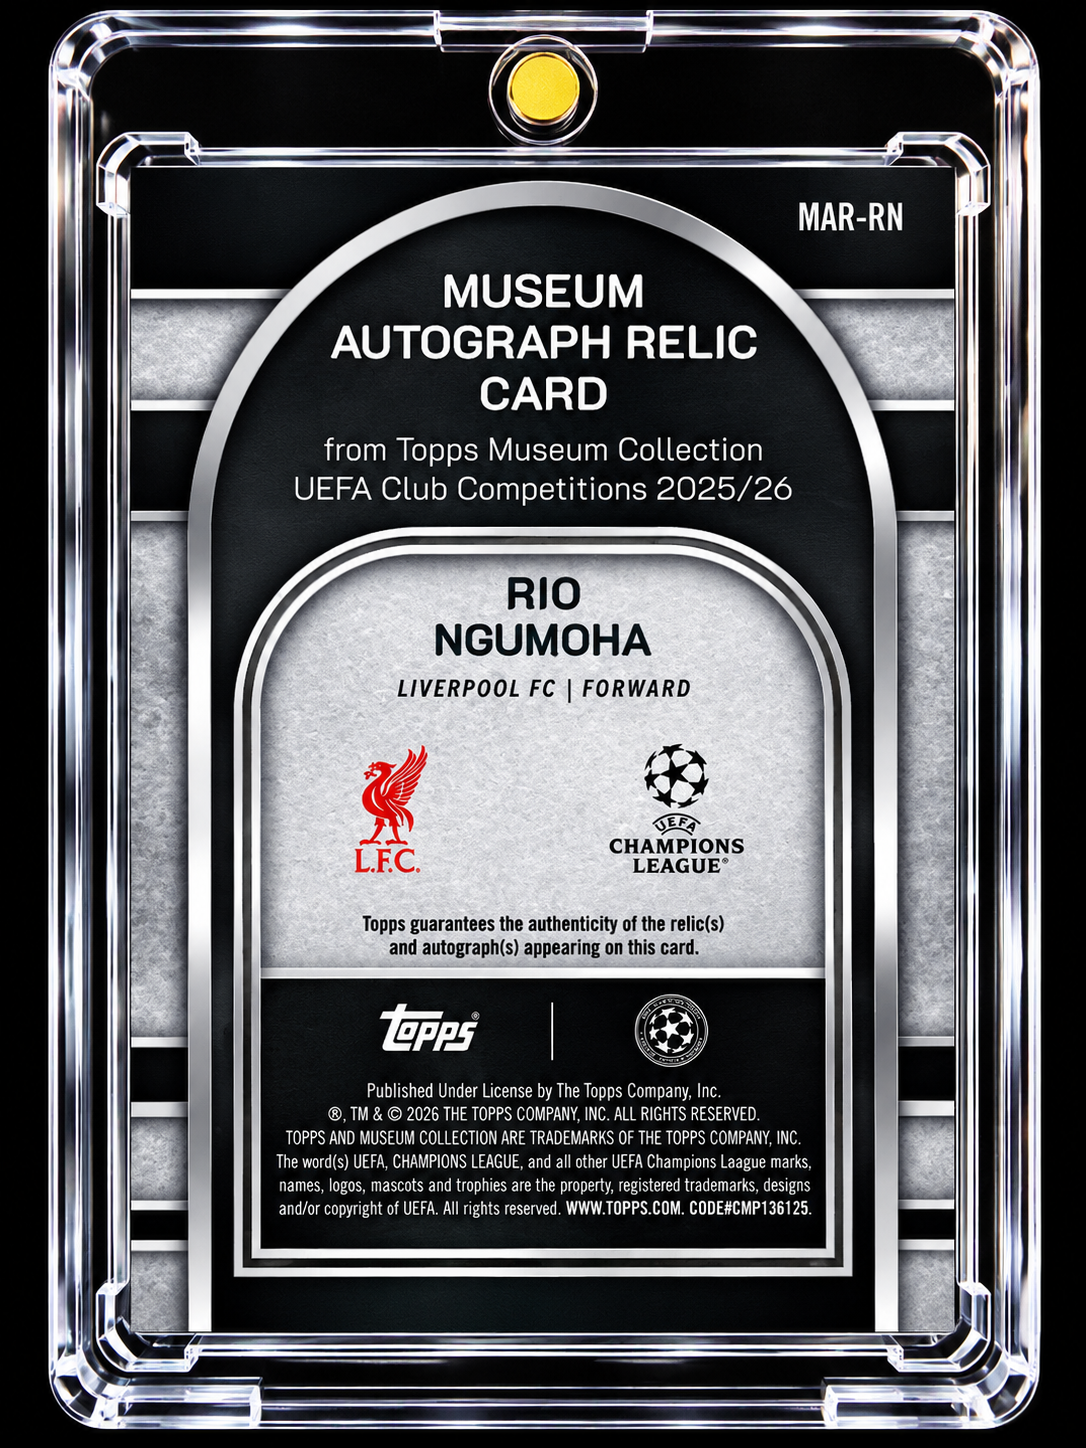 MAR-RN
MUSEUM
AUTOGRAPH RELIC
CARD
from Topps Museum Collection
UEFA Club Competitions 2025/26
RIO
NGUMOHA
LIVERPOOL FC | FORWARD
L.F.C.
UEFA
CHAMPIONS
LEAGUE®
Topps guarantees the authenticity of the relic(s)
and autograph(s) appearing on this card.
topps®
Published Under License by The Topps Company, Inc.
®, TM & © 2026 THE TOPPS COMPANY, INC. ALL RIGHTS RESERVED.
TOPPS AND MUSEUM COLLECTION ARE TRADEMARKS OF THE TOPPS COMPANY, INC.
The word(s) UEFA, CHAMPIONS LEAGUE, and all other UEFA Champions Laague marks,
names, logos, mascots and trophies are the property, registered trademarks, designs
and/or copyright of UEFA. All rights reserved. WWW.TOPPS.COM. CODE#CMP136125.